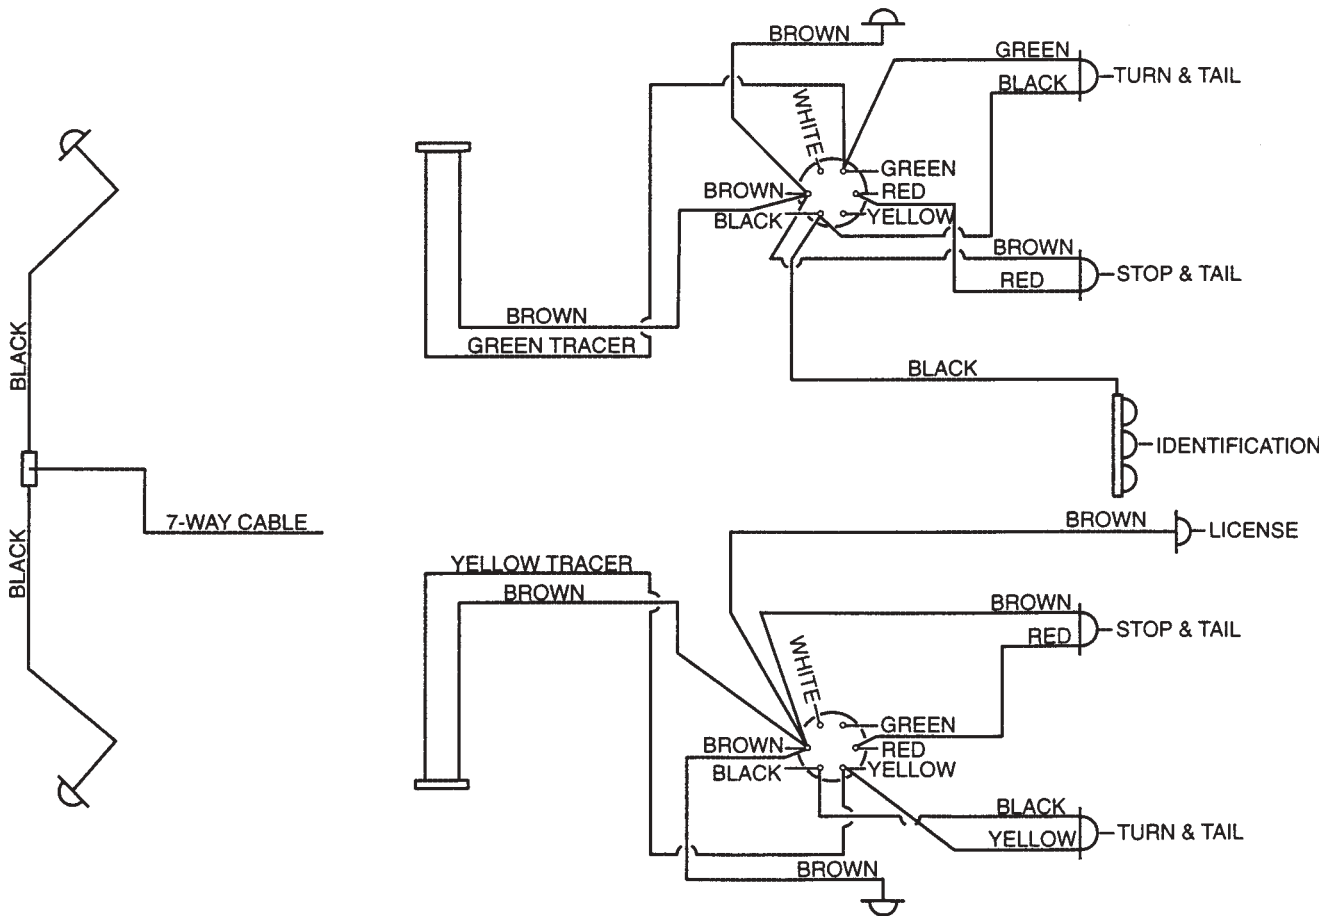 BROWN
GREEN
TURN & TAIL
BLACK
WHITE
GREEN
BROWN
RED
BLACK
YELLOW
BROWN
STOP & TAIL
RED
BROWN
GREEN TRACER
BLACK
BLACK
IDENTIFICATION
7-WAY CABLE
BLACK
BROWN
LICENSE
YELLOW TRACER
BROWN
BROWN
STOP & TAIL
RED
WHITE
GREEN
BROWN
RED
BLACK
YELLOW
BLACK
TURN & TAIL
YELLOW
BROWN